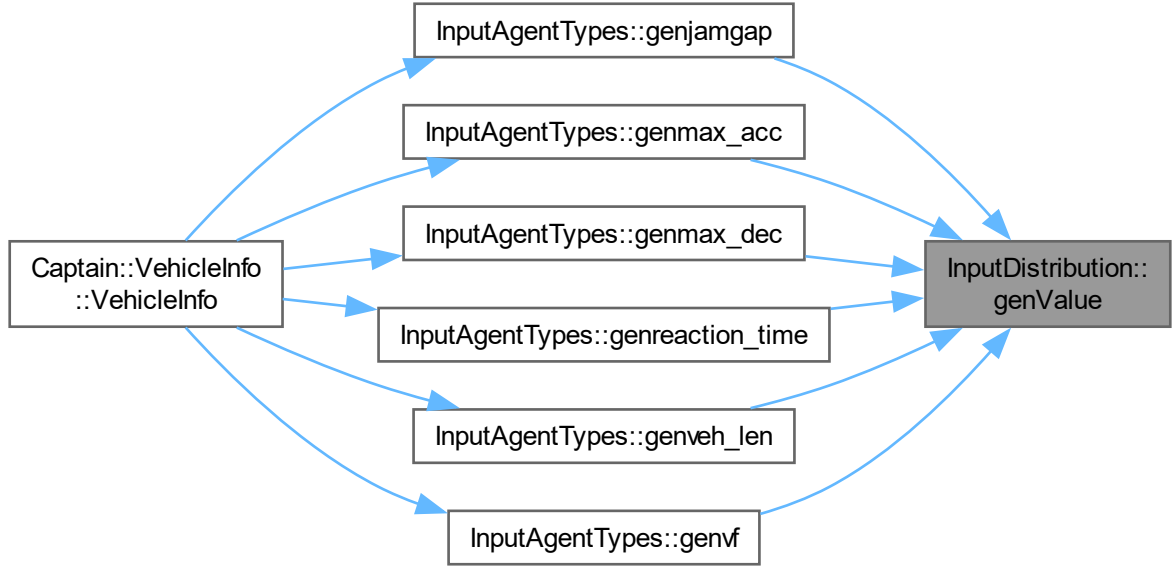 InputAgentTypes::genjamgap
InputAgentTypes::genmax_acc
InputAgentTypes::genmax_dec
Captain::VehicleInfo
::VehicleInfo
InputDistribution::
genValue
InputAgentTypes::genreaction_time
InputAgentTypes::genveh_len
InputAgentTypes::genvf